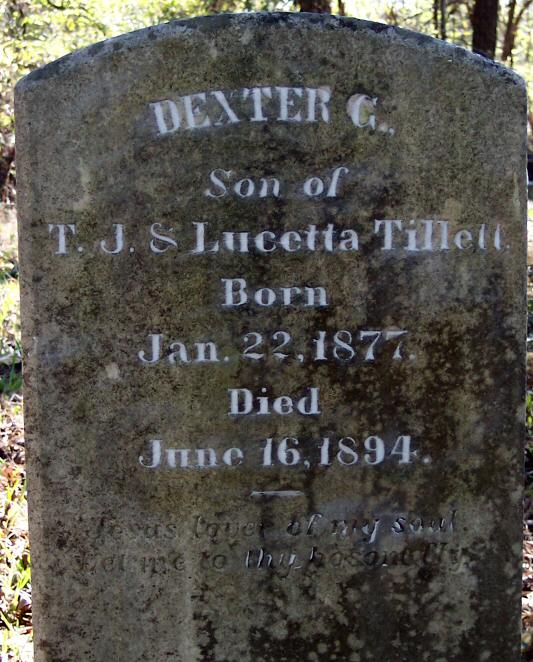 DEXTER G.,
Son of
T. J. & Lucetta Tillett.
Born
Jan. 22, 1877.
Died
June 16, 1894.
Jesus lover of my soul.
Let me to thy bosom fly.